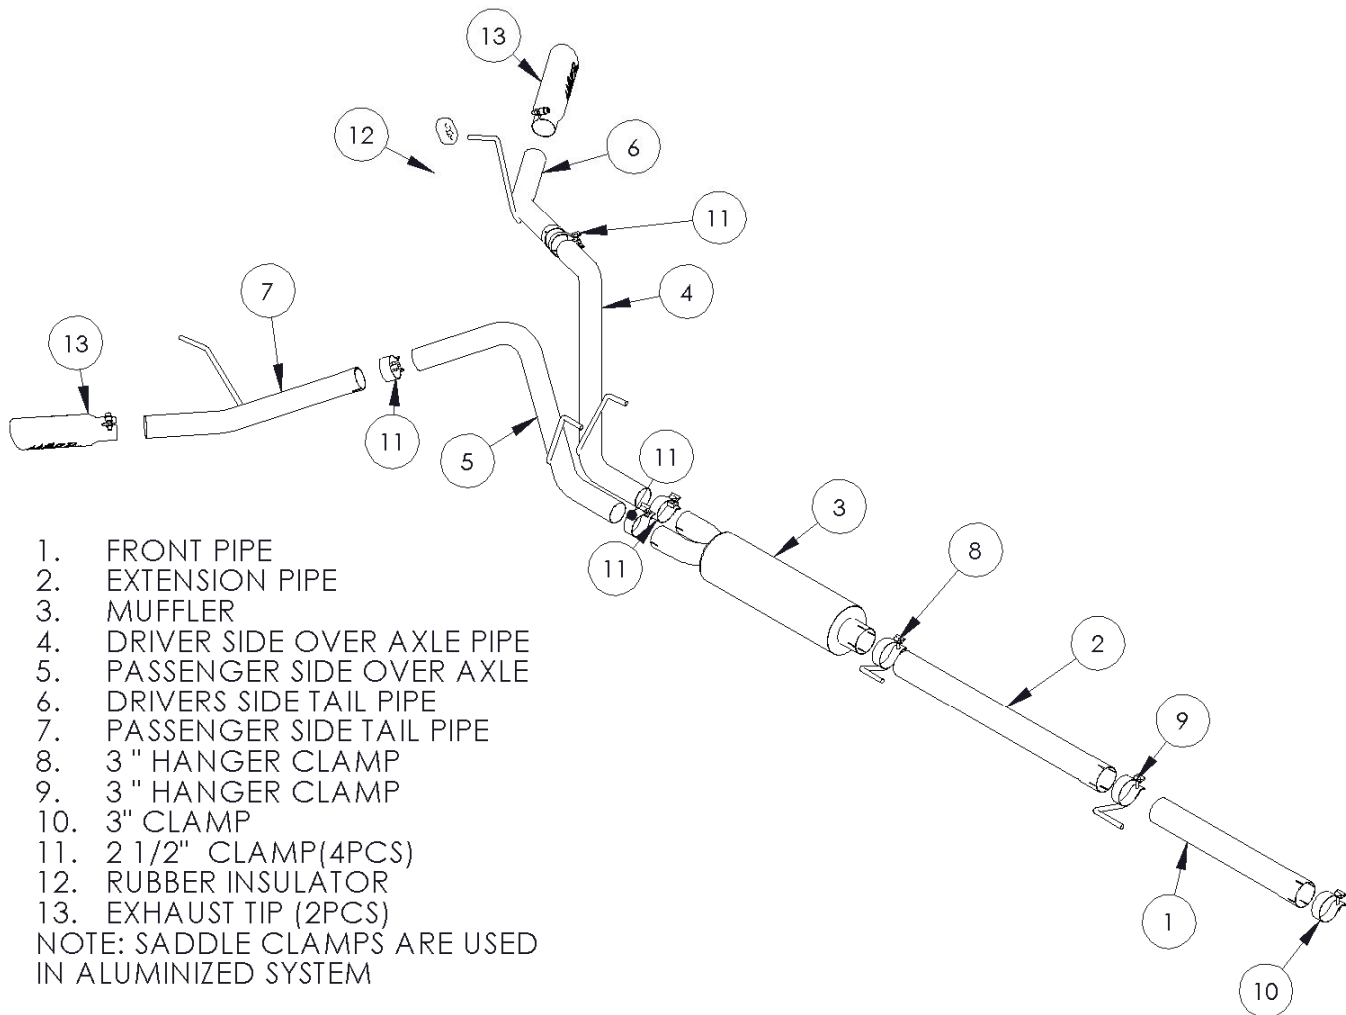 13
12
6
11
7
4
13
11
5
11
3
11
8
2
9
1
10
1. FRONT PIPE
2. EXTENSION PIPE
3. MUFFLER
4. DRIVER SIDE OVER AXLE PIPE
5. PASSENGER SIDE OVER AXLE
6. DRIVERS SIDE TAIL PIPE
7. PASSENGER SIDE TAIL PIPE
8. 3 " HANGER CLAMP
9. 3 " HANGER CLAMP
10. 3" CLAMP
11. 2 1/2" CLAMP(4PCS)
12. RUBBER INSULATOR
13. EXHAUST TIP (2PCS)
NOTE: SADDLE CLAMPS ARE USED
IN ALUMINIZED SYSTEM